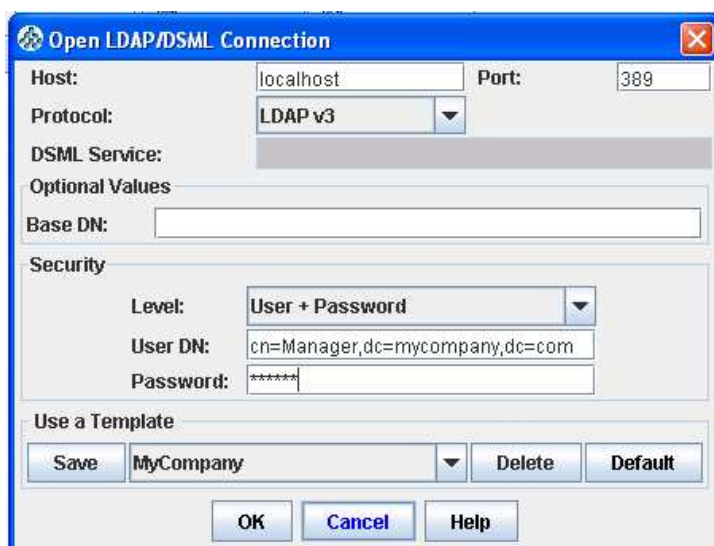 Open LDAP/DSML Connection
Host: localhost Port: 389
Protocol: LDAP v3
DSML Service:
Optional Values
Base DN:
Security
Level: User + Password
User DN: cn=Manager,dc=mycompany,dc=com
Password: ******
Use a Template
Save MyCompany Delete Default
OK Cancel Help